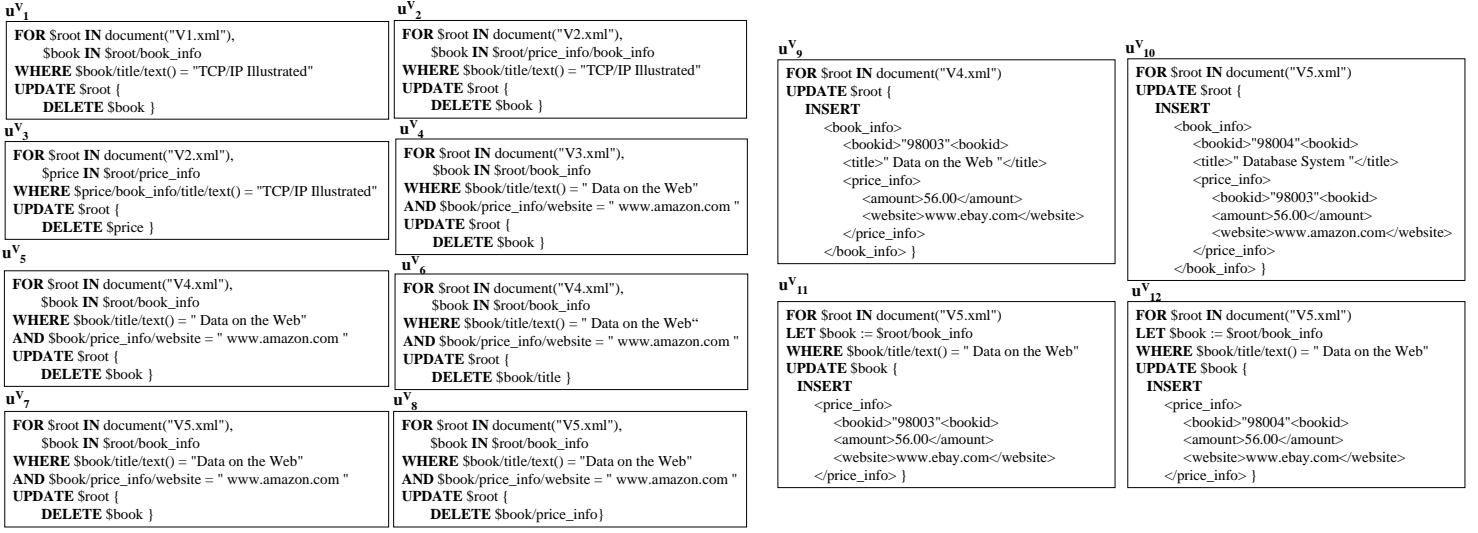 uV1
FOR $root IN document("V1.xml"),
$book IN $root/book_info
WHERE $book/title/text() = "TCP/IP Illustrated"
UPDATE $root {
DELETE $book }
uV2
FOR $root IN document("V2.xml"),
$book IN $root/price_info/book_info
WHERE $book/title/text() = "TCP/IP Illustrated"
UPDATE $root {
DELETE $book }
uV3
FOR $root IN document("V2.xml"),
$price IN $root/price_info
WHERE $price/book_info/title/text() = "TCP/IP Illustrated"
UPDATE $root {
DELETE $price }
uV4
FOR $root IN document("V3.xml"),
$book IN $root/book_info
WHERE $book/title/text() = " Data on the Web"
AND $book/price_info/website = " www.amazon.com "
UPDATE $root {
DELETE $book }
uV5
FOR $root IN document("V4.xml"),
$book IN $root/book_info
WHERE $book/title/text() = " Data on the Web"
AND $book/price_info/website = " www.amazon.com "
UPDATE $root {
DELETE $book }
uV6
FOR $root IN document("V4.xml"),
$book IN $root/book_info
WHERE $book/title/text() = " Data on the Web“
AND $book/price_info/website = " www.amazon.com "
UPDATE $root {
DELETE $book/title }
uV7
FOR $root IN document("V5.xml"),
$book IN $root/book_info
WHERE $book/title/text() = "Data on the Web"
AND $book/price_info/website = " www.amazon.com "
UPDATE $root {
DELETE $book }
uV8
FOR $root IN document("V5.xml"),
$book IN $root/book_info
WHERE $book/title/text() = "Data on the Web"
AND $book/price_info/website = " www.amazon.com "
UPDATE $root {
DELETE $book/price_info}
uV9
FOR $root IN document("V4.xml")
UPDATE $root {
INSERT
<book_info>
<bookid>"98003"<bookid>
<title>" Data on the Web "</title>
<price_info>
<amount>56.00</amount>
<website>www.ebay.com</website>
</price_info>
</book_info> }
uV10
FOR $root IN document("V5.xml")
UPDATE $root {
INSERT
<book_info>
<bookid>"98004"<bookid>
<title>" Database System "</title>
<price_info>
<bookid>"98003"<bookid>
<amount>56.00</amount>
<website>www.amazon.com</website>
</price_info>
</book_info> }
uV11
FOR $root IN document("V5.xml")
LET $book := $root/book_info
WHERE $book/title/text() = " Data on the Web"
UPDATE $book {
INSERT
<price_info>
<bookid>"98003"<bookid>
<amount>56.00</amount>
<website>www.ebay.com</website>
</price_info> }
uV12
FOR $root IN document("V5.xml")
LET $book := $root/book_info
WHERE $book/title/text() = " Data on the Web"
UPDATE $book {
INSERT
<price_info>
<bookid>"98004"<bookid>
<amount>56.00</amount>
<website>www.ebay.com</website>
</price_info> }